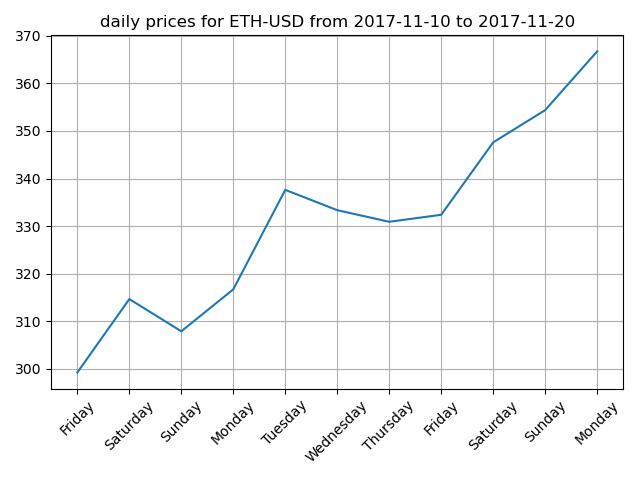 daily prices for ETH-USD from 2017-11-10 to 2017-11-20
370
360
350
340
330
320
310
300
Friday
Saturday
Sunday
Monday
Tuesday
Wednesday
Thursday
Friday
Saturday
Sunday
Monday